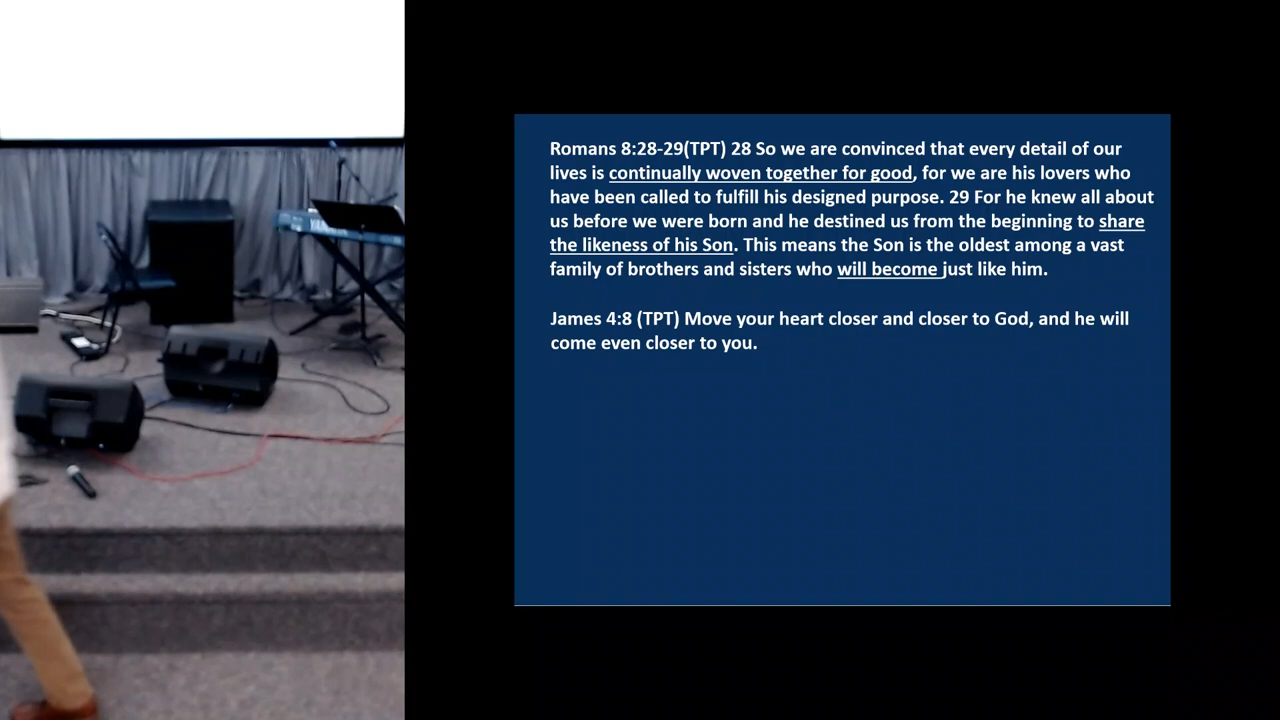 Romans 8:28-29(TPT) 28 So we are convinced that every detail of our
lives is continually woven together for good, for we are his lovers who
have been called to fulfill his designed purpose. 29 For he knew all about
us before we were born and he destined us from the beginning to share
the likeness of his Son. This means the Son is the oldest among a vast
family of brothers and sisters who will become just like him.
James 4:8 (TPT) Move your heart closer and closer to God, and he will
come even closer to you.
YAMAHA